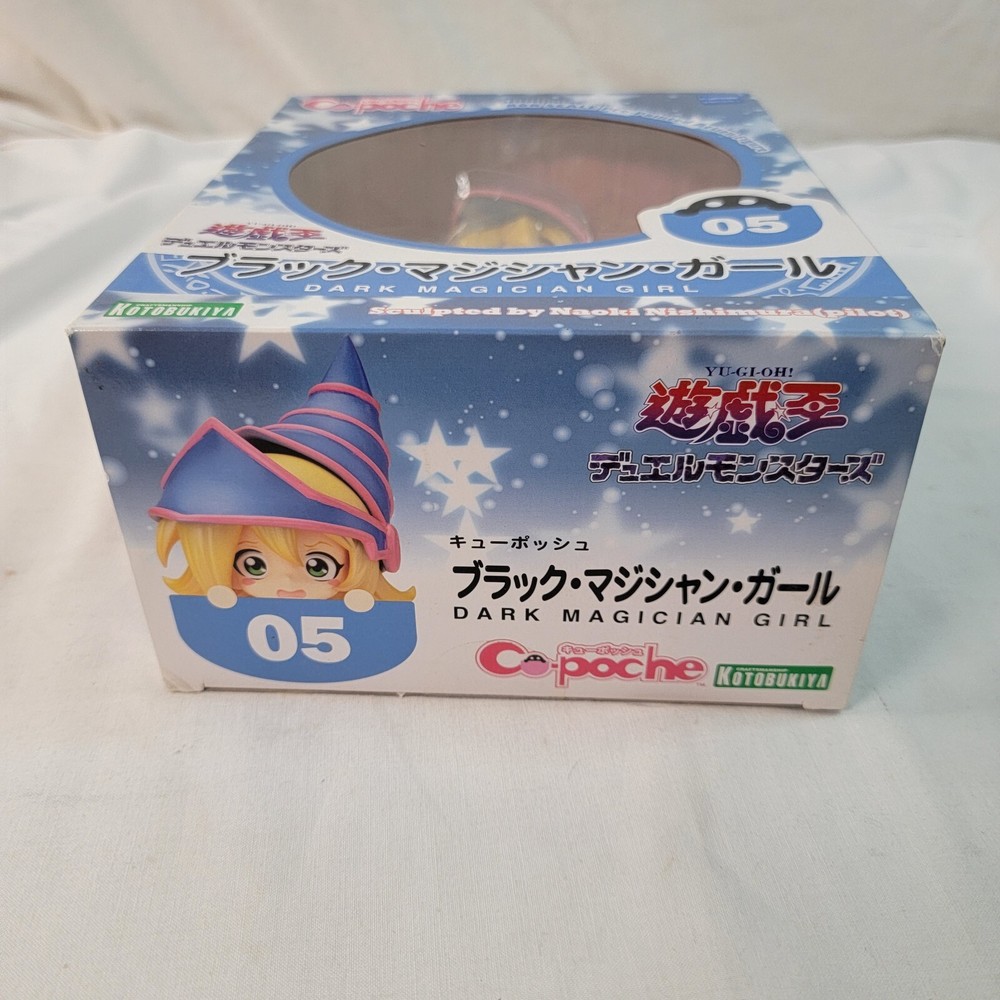 Cu-poche
05
遊戯王
デュエルモンスターズ
ブラック・マジシャン・ガール
DARK MAGICIAN GIRL
KOTOBUKIYA
Sculpted by Naoki Nishimura(pilot)
YU-GI-OH!
遊戯王
デュエルモンスターズ
キューポッシュ
ブラック・マジシャン・ガール
DARK MAGICIAN GIRL
05
キューポッシュ
Cu-poche
KOTOBUKIYA